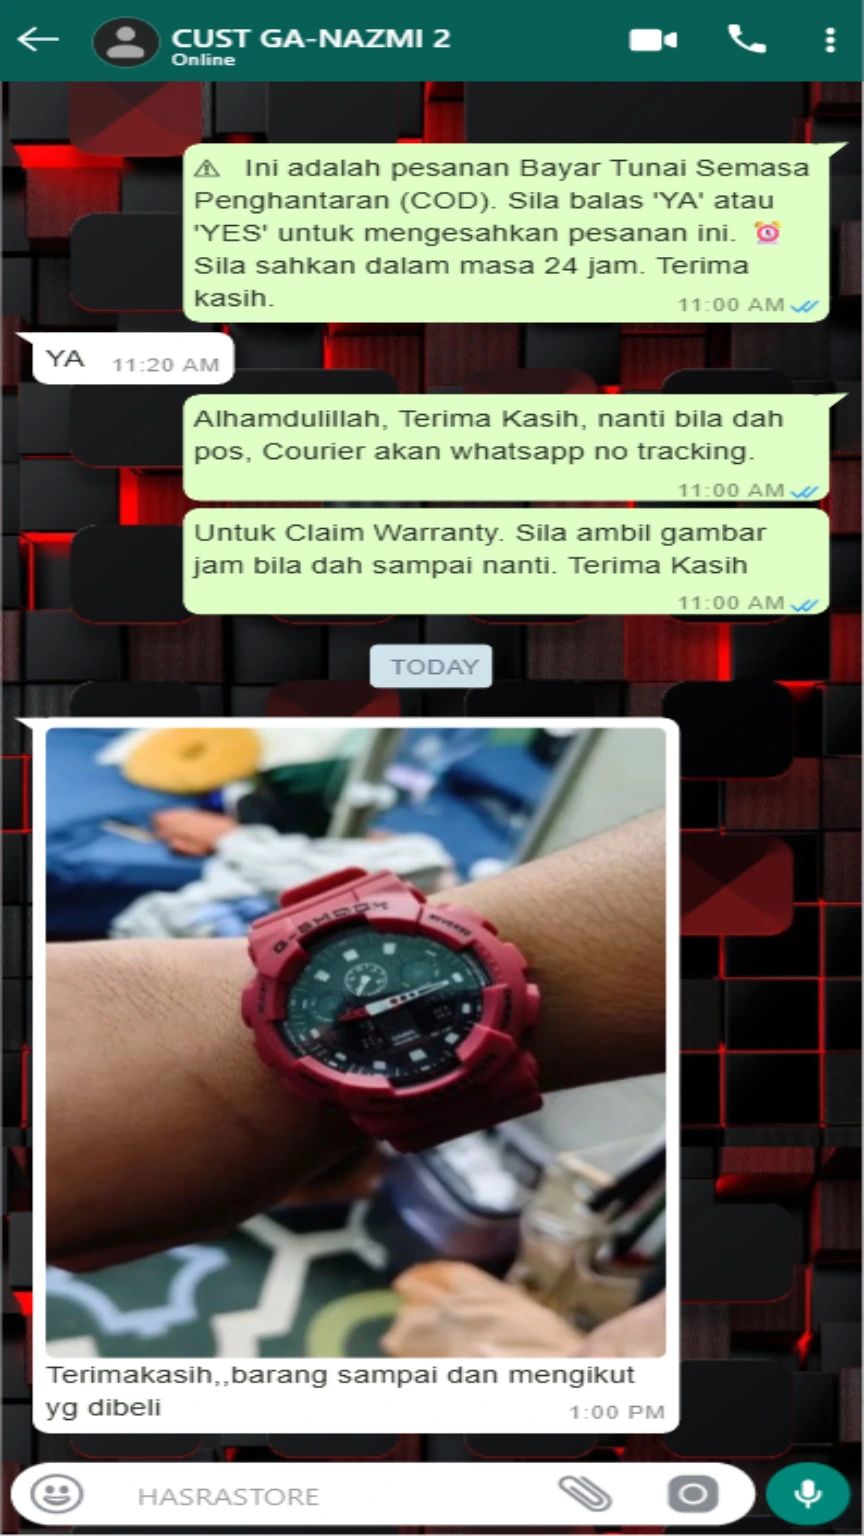 CUST GA-NAZMI 2
Online
⚠ Ini adalah pesanan Bayar Tunai Semasa
Penghantaran (COD). Sila balas 'YA' atau
'YES' untuk mengesahkan pesanan ini. ⏰
Sila sahkan dalam masa 24 jam. Terima
kasih.
11:00 AM
YA
11:20 AM
Alhamdulillah, Terima Kasih, nanti bila dah
pos, Courier akan whatsapp no tracking.
11:00 AM
Untuk Claim Warranty. Sila ambil gambar
jam bila dah sampai nanti. Terima Kasih
11:00 AM
TODAY
G-SHOCK
Terimakasih,,barang sampai dan mengikut
yg dibeli
1:00 PM
HASRASTORE